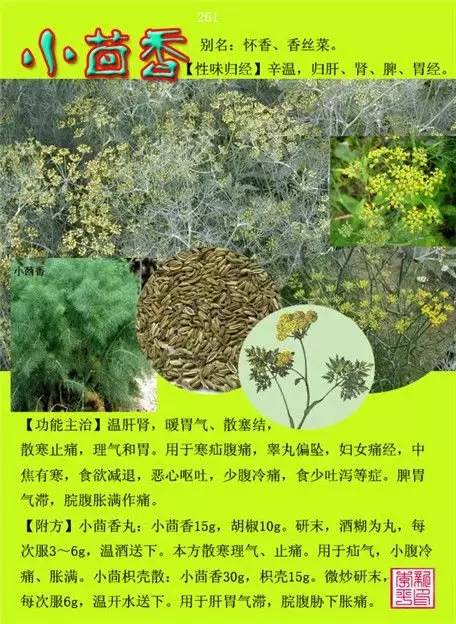 261
小茴香
别名：怀香、香丝菜。
【性味归经】辛温，归肝、肾、脾、胃经。
小茴香
【功能主治】温肝肾，暖胃气、散塞结，
散寒止痛，理气和胃。用于寒疝腹痛，睾丸偏坠，妇女痛经，中
焦有寒，食欲减退，恶心呕吐，少腹冷痛，食少吐泻等症。脾胃
气滞，脘腹胀满作痛。
【附方】小茴香丸：小茴香15g，胡椒10g。研末，酒糊为丸，每
次服3～6g，温酒送下。本方散寒理气、止痛。用于疝气，小腹冷
痛、胀满。小茴香枳壳散：小茴香30g，枳壳15g。微炒研末，
每次服6g，温开水送下。用于肝胃气滞，脘腹胁下胀痛。